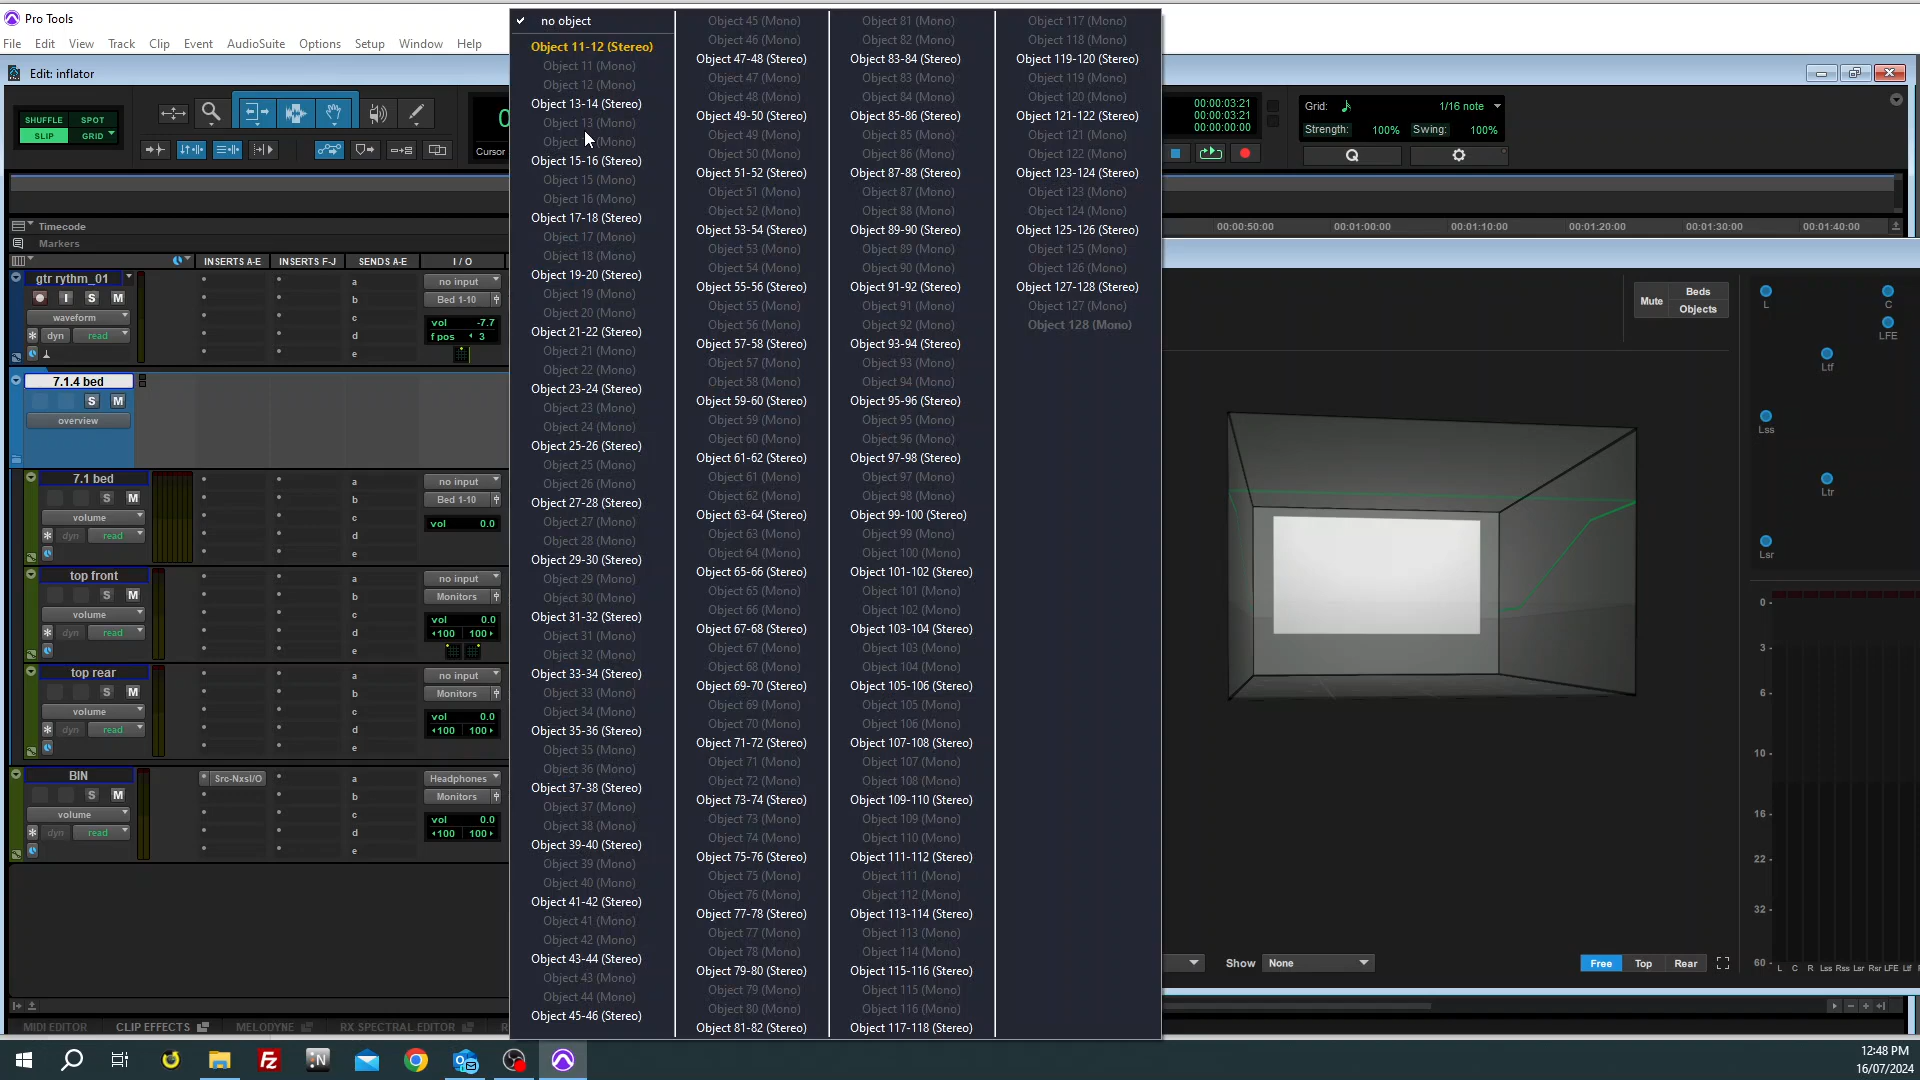 Pro Tools
File Edit View Track Clip Event AudioSuite Options Setup Window Help
Edit: inflator
SHUFFLE SPOT
SLIP GRID
0
Cursor
00:00:03:21
00:00:03:21
00:00:00:00
Grid: 1/16 note
Strength: 100% Swing: 100%
Q
Timecode
Markers
00:00:50:00 00:01:00:00 00:01:10:00 00:01:20:00 00:01:30:00 00:01:40:00
INSERTS A-E INSERTS F-J SENDS A-E I / O
gtr rythm_01
I S M
waveform
dyn read
a
b
c
d
e
no input
Bed 1-10
vol -7.7
f pos 3
7.1.4 bed
S M
overview
7.1 bed
S M
volume
dyn read
a
b
c
d
e
no input
Bed 1-10
vol 0.0
top front
S M
volume
dyn read
a
b
c
d
e
no input
Monitors
vol 0.0
100 100
top rear
S M
volume
dyn read
a
b
c
d
e
no input
Monitors
vol 0.0
100 100
BIN
S M
volume
dyn read
Src-NxsI/O
a
b
c
d
e
Headphones
Monitors
vol 0.0
100 100
MIDI EDITOR CLIP EFFECTS MELODYNE RX SPECTRAL EDITOR
no object
Object 11-12 (Stereo)
Object 11 (Mono)
Object 12 (Mono)
Object 13-14 (Stereo)
Object 13 (Mono)
Object (Mono)
Object 15-16 (Stereo)
Object 15 (Mono)
Object 16 (Mono)
Object 17-18 (Stereo)
Object 17 (Mono)
Object 18 (Mono)
Object 19-20 (Stereo)
Object 19 (Mono)
Object 20 (Mono)
Object 21-22 (Stereo)
Object 21 (Mono)
Object 22 (Mono)
Object 23-24 (Stereo)
Object 23 (Mono)
Object 24 (Mono)
Object 25-26 (Stereo)
Object 25 (Mono)
Object 26 (Mono)
Object 27-28 (Stereo)
Object 27 (Mono)
Object 28 (Mono)
Object 29-30 (Stereo)
Object 29 (Mono)
Object 30 (Mono)
Object 31-32 (Stereo)
Object 31 (Mono)
Object 32 (Mono)
Object 33-34 (Stereo)
Object 33 (Mono)
Object 34 (Mono)
Object 35-36 (Stereo)
Object 35 (Mono)
Object 36 (Mono)
Object 37-38 (Stereo)
Object 37 (Mono)
Object 38 (Mono)
Object 39-40 (Stereo)
Object 39 (Mono)
Object 40 (Mono)
Object 41-42 (Stereo)
Object 41 (Mono)
Object 42 (Mono)
Object 43-44 (Stereo)
Object 43 (Mono)
Object 44 (Mono)
Object 45-46 (Stereo)
Object 45 (Mono)
Object 46 (Mono)
Object 47-48 (Stereo)
Object 47 (Mono)
Object 48 (Mono)
Object 49-50 (Stereo)
Object 49 (Mono)
Object 50 (Mono)
Object 51-52 (Stereo)
Object 51 (Mono)
Object 52 (Mono)
Object 53-54 (Stereo)
Object 53 (Mono)
Object 54 (Mono)
Object 55-56 (Stereo)
Object 55 (Mono)
Object 56 (Mono)
Object 57-58 (Stereo)
Object 57 (Mono)
Object 58 (Mono)
Object 59-60 (Stereo)
Object 59 (Mono)
Object 60 (Mono)
Object 61-62 (Stereo)
Object 61 (Mono)
Object 62 (Mono)
Object 63-64 (Stereo)
Object 63 (Mono)
Object 64 (Mono)
Object 65-66 (Stereo)
Object 65 (Mono)
Object 66 (Mono)
Object 67-68 (Stereo)
Object 67 (Mono)
Object 68 (Mono)
Object 69-70 (Stereo)
Object 69 (Mono)
Object 70 (Mono)
Object 71-72 (Stereo)
Object 71 (Mono)
Object 72 (Mono)
Object 73-74 (Stereo)
Object 73 (Mono)
Object 74 (Mono)
Object 75-76 (Stereo)
Object 75 (Mono)
Object 76 (Mono)
Object 77-78 (Stereo)
Object 77 (Mono)
Object 78 (Mono)
Object 79-80 (Stereo)
Object 79 (Mono)
Object 80 (Mono)
Object 81-82 (Stereo)
Object 81 (Mono)
Object 82 (Mono)
Object 83-84 (Stereo)
Object 83 (Mono)
Object 84 (Mono)
Object 85-86 (Stereo)
Object 85 (Mono)
Object 86 (Mono)
Object 87-88 (Stereo)
Object 87 (Mono)
Object 88 (Mono)
Object 89-90 (Stereo)
Object 89 (Mono)
Object 90 (Mono)
Object 91-92 (Stereo)
Object 91 (Mono)
Object 92 (Mono)
Object 93-94 (Stereo)
Object 93 (Mono)
Object 94 (Mono)
Object 95-96 (Stereo)
Object 95 (Mono)
Object 96 (Mono)
Object 97-98 (Stereo)
Object 97 (Mono)
Object 98 (Mono)
Object 99-100 (Stereo)
Object 99 (Mono)
Object 100 (Mono)
Object 101-102 (Stereo)
Object 101 (Mono)
Object 102 (Mono)
Object 103-104 (Stereo)
Object 103 (Mono)
Object 104 (Mono)
Object 105-106 (Stereo)
Object 105 (Mono)
Object 106 (Mono)
Object 107-108 (Stereo)
Object 107 (Mono)
Object 108 (Mono)
Object 109-110 (Stereo)
Object 109 (Mono)
Object 110 (Mono)
Object 111-112 (Stereo)
Object 111 (Mono)
Object 112 (Mono)
Object 113-114 (Stereo)
Object 113 (Mono)
Object 114 (Mono)
Object 115-116 (Stereo)
Object 115 (Mono)
Object 116 (Mono)
Object 117-118 (Stereo)
Object 117 (Mono)
Object 118 (Mono)
Object 119-120 (Stereo)
Object 119 (Mono)
Object 120 (Mono)
Object 121-122 (Stereo)
Object 121 (Mono)
Object 122 (Mono)
Object 123-124 (Stereo)
Object 123 (Mono)
Object 124 (Mono)
Object 125-126 (Stereo)
Object 125 (Mono)
Object 126 (Mono)
Object 127-128 (Stereo)
Object 127 (Mono)
Object 128 (Mono)
Mute Beds
Objects
L C
LFE
Ltf
Lss
Ltr
Lsr
0 -
3 -
6 -
10 -
16 -
22 -
32 -
60 -
L C R Lss Rss Lsr Rsr LFE Ltf
Show None
Free Top Rear
12:48 PM
16/07/2024